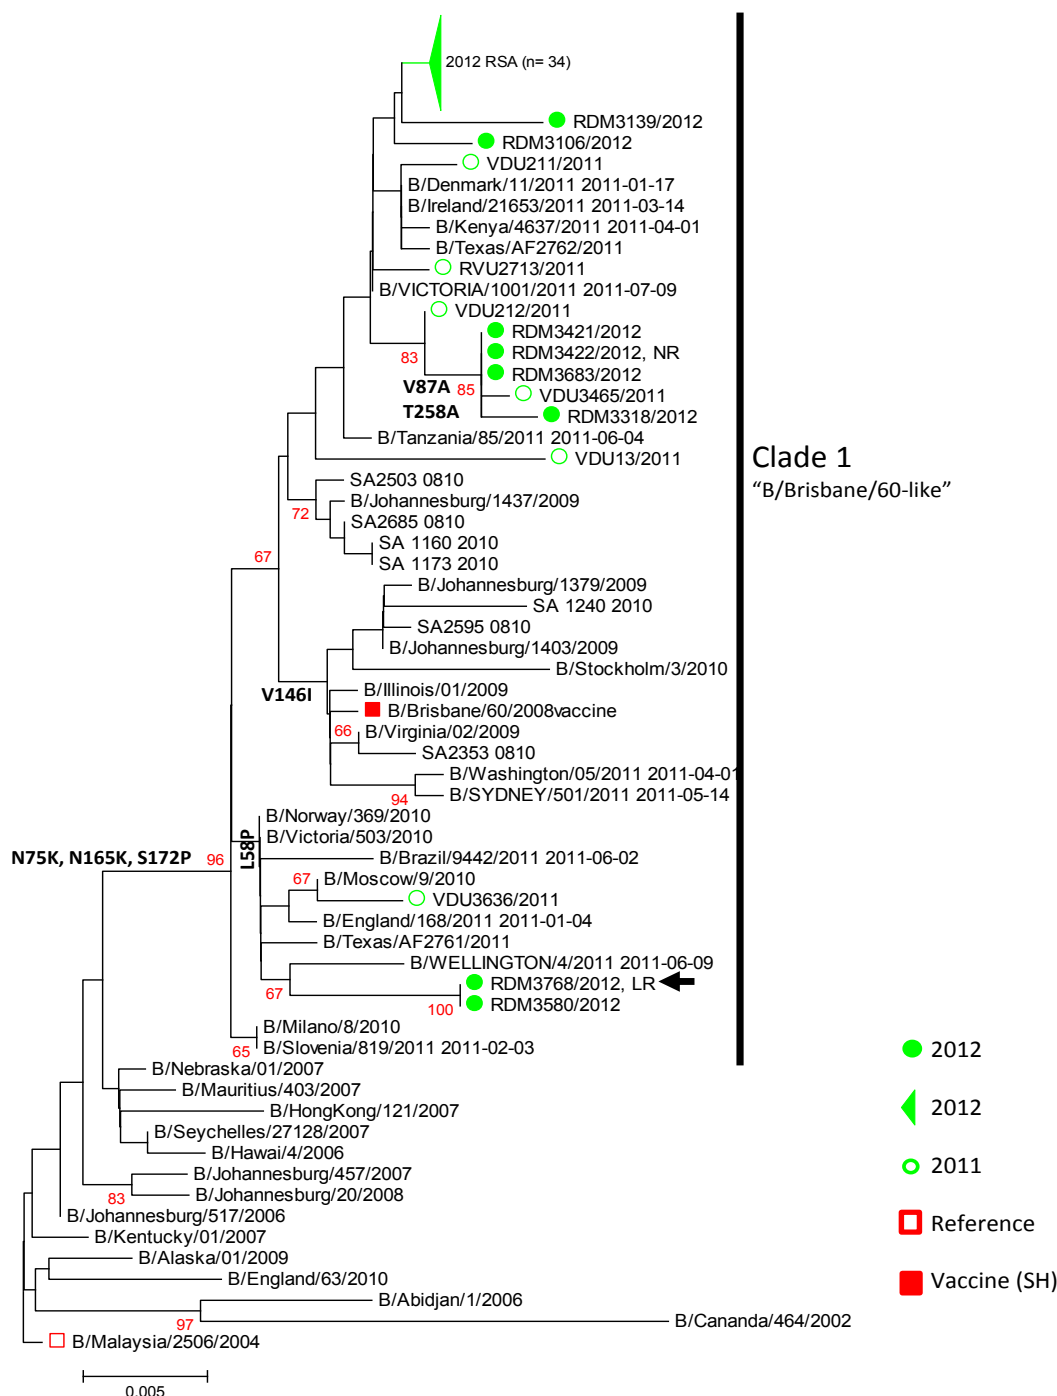 2012 RSA (n= 34)
RDM3139/2012
RDM3106/2012
VDU211/2011
B/Denmark/11/2011 2011-01-17
B/Ireland/21653/2011 2011-03-14
B/Kenya/4637/2011 2011-04-01
B/Texas/AF2762/2011
RVU2713/2011
B/VICTORIA/1001/2011 2011-07-09
VDU212/2011
RDM3421/2012
83
RDM3422/2012, NR
RDM3683/2012
V87A
85
VDU3465/2011
T258A
RDM3318/2012
B/Tanzania/85/2011 2011-06-04
VDU13/2011
Clade 1
"B/Brisbane/60-like"
SA2503 0810
B/Johannesburg/1437/2009
72
SA2685 0810
SA 1160 2010
67
SA 1173 2010
B/Johannesburg/1379/2009
SA 1240 2010
SA2595 0810
B/Johannesburg/1403/2009
B/Stockholm/3/2010
V146I
B/Illinois/01/2009
B/Brisbane/60/2008vaccine
66
B/Virginia/02/2009
SA2353 0810
B/Washington/05/2011 2011-04-01
94
B/SYDNEY/501/2011 2011-05-14
B/Norway/369/2010
B/Victoria/503/2010
L58P
N75K, N165K, S172P
96
B/Brazil/9442/2011 2011-06-02
67
B/Moscow/9/2010
VDU3636/2011
B/England/168/2011 2011-01-04
B/Texas/AF2761/2011
B/WELLINGTON/4/2011 2011-06-09
67
RDM3768/2012, LR
100
RDM3580/2012
B/Milano/8/2010
65
B/Slovenia/819/2011 2011-02-03
B/Nebraska/01/2007
B/Mauritius/403/2007
B/HongKong/121/2007
B/Seychelles/27128/2007
B/Hawai/4/2006
B/Johannesburg/457/2007
83
B/Johannesburg/20/2008
B/Johannesburg/517/2006
B/Kentucky/01/2007
B/Alaska/01/2009
B/England/63/2010
B/Abidjan/1/2006
97
B/Cananda/464/2002
B/Malaysia/2506/2004
0.005
2012
2012
2011
Reference
Vaccine (SH)